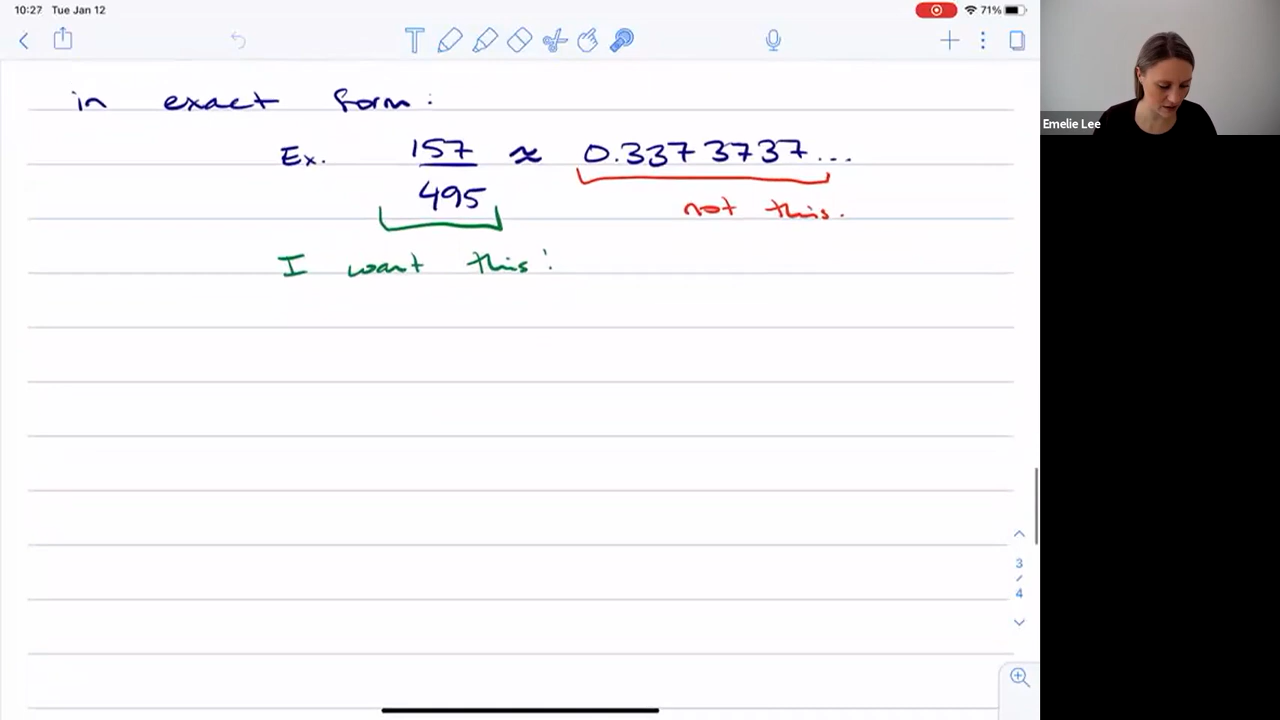 10:27 Tue Jan 12
71%
T
Emelie Lee
in exact form:
Ex. 157/495 ≈ 0.3373737...
not this.
I want this!
3
/
4